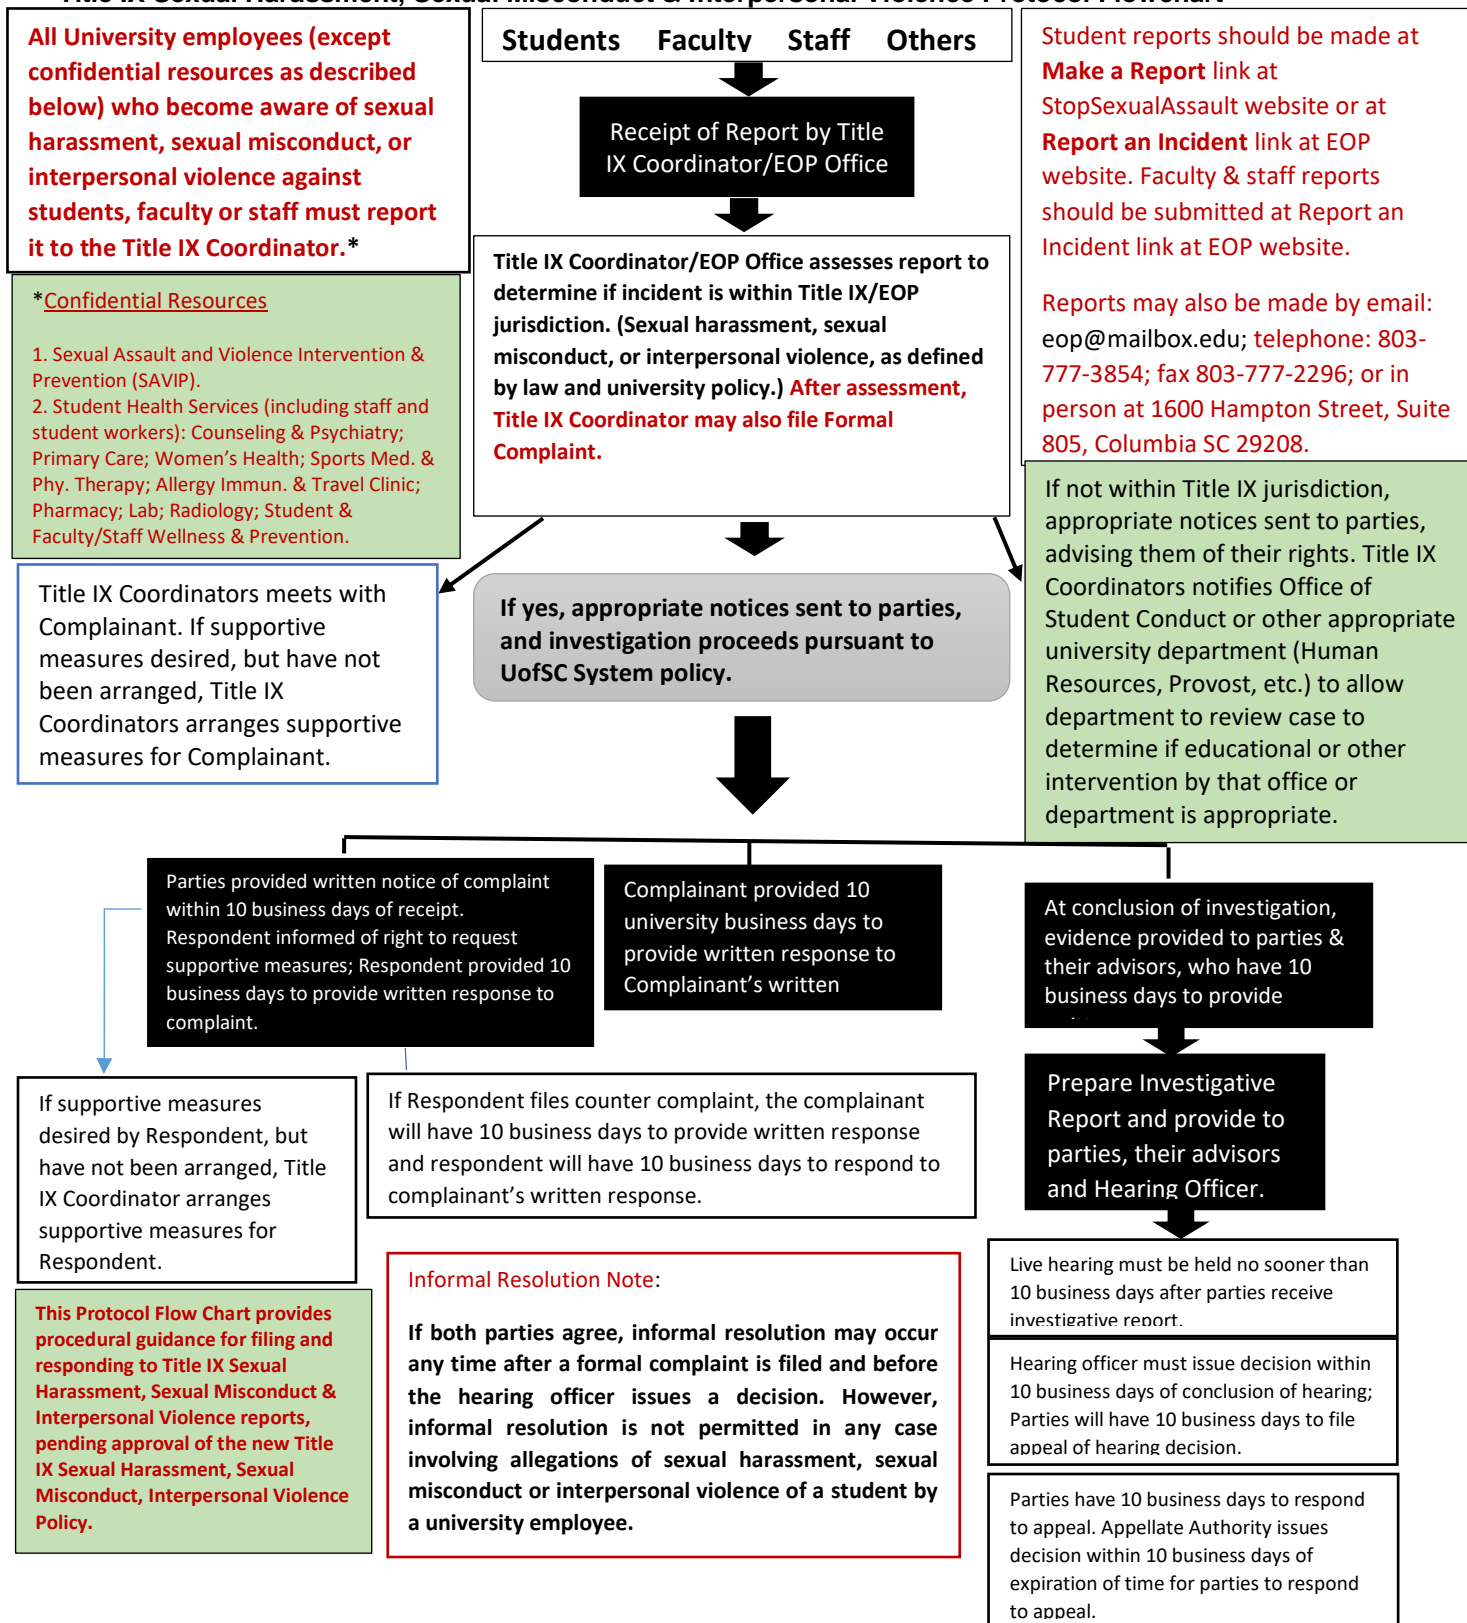 Title IX Sexual Harassment, Sexual Misconduct & Interpersonal Violence Protocol Flowchart
All University employees (except
confidential resources as described
below) who become aware of sexual
harassment, sexual misconduct, or
interpersonal violence against
students, faculty or staff must report
it to the Title IX Coordinator.*
Students Faculty Staff Others
Receipt of Report by Title
IX Coordinator/EOP Office
Student reports should be made at
Make a Report link at
StopSexualAssault website or at
Report an Incident link at EOP
website. Faculty & staff reports
should be submitted at Report an
Incident link at EOP website.
Reports may also be made by email:
eop@mailbox.edu; telephone: 803-
777-3854; fax 803-777-2296; or in
person at 1600 Hampton Street, Suite
805, Columbia SC 29208.
*Confidential Resources
1. Sexual Assault and Violence Intervention &
Prevention (SAVIP).
2. Student Health Services (including staff and
student workers): Counseling & Psychiatry;
Primary Care; Women's Health; Sports Med. &
Phy. Therapy; Allergy Immun. & Travel Clinic;
Pharmacy; Lab; Radiology; Student &
Faculty/Staff Wellness & Prevention.
Title IX Coordinator/EOP Office assesses report to
determine if incident is within Title IX/EOP
jurisdiction. (Sexual harassment, sexual
misconduct, or interpersonal violence, as defined
by law and university policy.) After assessment,
Title IX Coordinator may also file Formal
Complaint.
If not within Title IX jurisdiction,
appropriate notices sent to parties,
advising them of their rights. Title IX
Coordinators notifies Office of
Student Conduct or other appropriate
university department (Human
Resources, Provost, etc.) to allow
department to review case to
determine if educational or other
intervention by that office or
department is appropriate.
Title IX Coordinators meets with
Complainant. If supportive
measures desired, but have not
been arranged, Title IX
Coordinators arranges supportive
measures for Complainant.
If yes, appropriate notices sent to parties,
and investigation proceeds pursuant to
UofSC System policy.
Parties provided written notice of complaint
within 10 business days of receipt.
Respondent informed of right to request
supportive measures; Respondent provided 10
business days to provide written response to
complaint.
Complainant provided 10
university business days to
provide written response to
Complainant's written
At conclusion of investigation,
evidence provided to parties &
their advisors, who have 10
business days to provide
If supportive measures
desired by Respondent, but
have not been arranged, Title
IX Coordinator arranges
supportive measures for
Respondent.
If Respondent files counter complaint, the complainant
will have 10 business days to provide written response
and respondent will have 10 business days to respond to
complainant's written response.
Prepare Investigative
Report and provide to
parties, their advisors
and Hearing Officer.
This Protocol Flow Chart provides
procedural guidance for filing and
responding to Title IX Sexual
Harassment, Sexual Misconduct &
Interpersonal Violence reports,
pending approval of the new Title
IX Sexual Harassment, Sexual
Misconduct, Interpersonal Violence
Policy.
Informal Resolution Note:
If both parties agree, informal resolution may occur
any time after a formal complaint is filed and before
the hearing officer issues a decision. However,
informal resolution is not permitted in any case
involving allegations of sexual harassment, sexual
misconduct or interpersonal violence of a student by
a university employee.
Live hearing must be held no sooner than
10 business days after parties receive
investigative report.
Hearing officer must issue decision within
10 business days of conclusion of hearing;
Parties will have 10 business days to file
appeal of hearing decision.
Parties have 10 business days to respond
to appeal. Appellate Authority issues
decision within 10 business days of
expiration of time for parties to respond
to appeal.